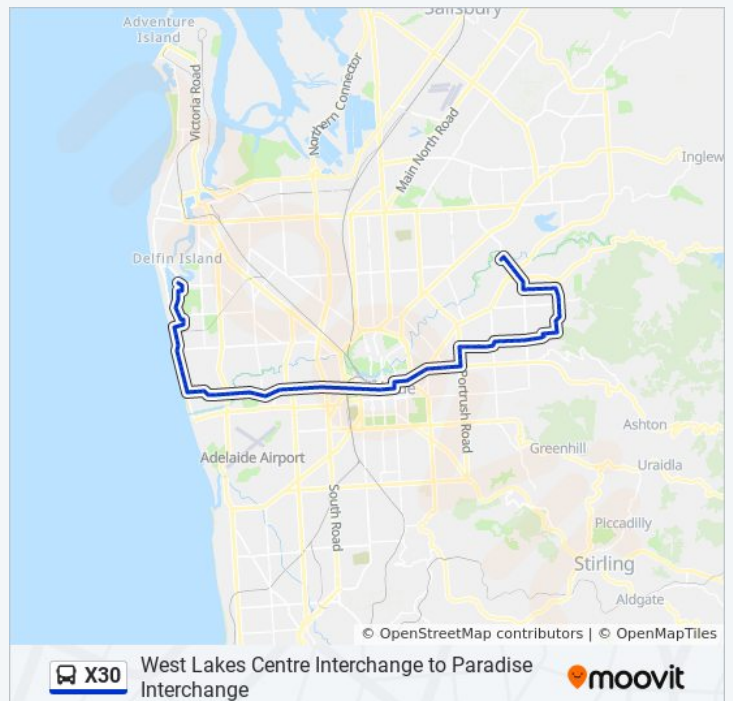 Adventure
Island
Salisbury
Victoria Road
Northern Connector
Main North Road
Inglew
Delfin Island
Portrush Road
Adelaide Airport
Ashton
Greenhill
Uraidla
South Road
Piccadilly
Stirling
Aldgate
© OpenStreetMap contributors | © OpenMapTiles
X30
West Lakes Centre Interchange to Paradise
Interchange
moovit